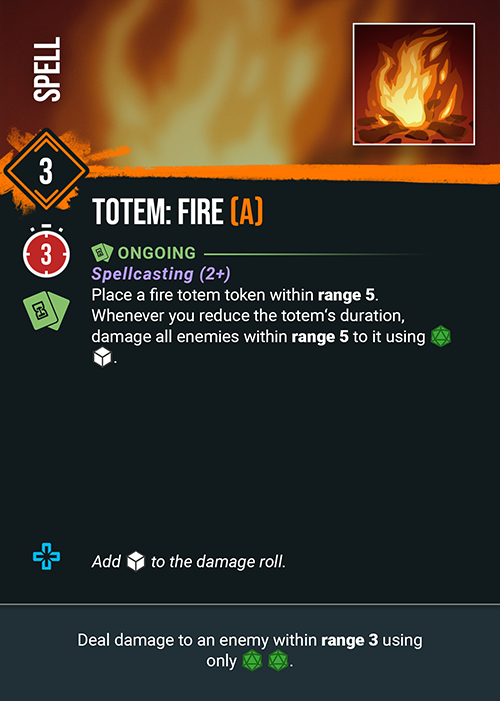 SPELL
3
TOTEM: FIRE (A)
3
ONGOING
Spellcasting (2+)
Place a fire totem token within range 5.
Whenever you reduce the totem‘s duration,
damage all enemies within range 5 to it using
.
Add to the damage roll.
Deal damage to an enemy within range 3 using
only .